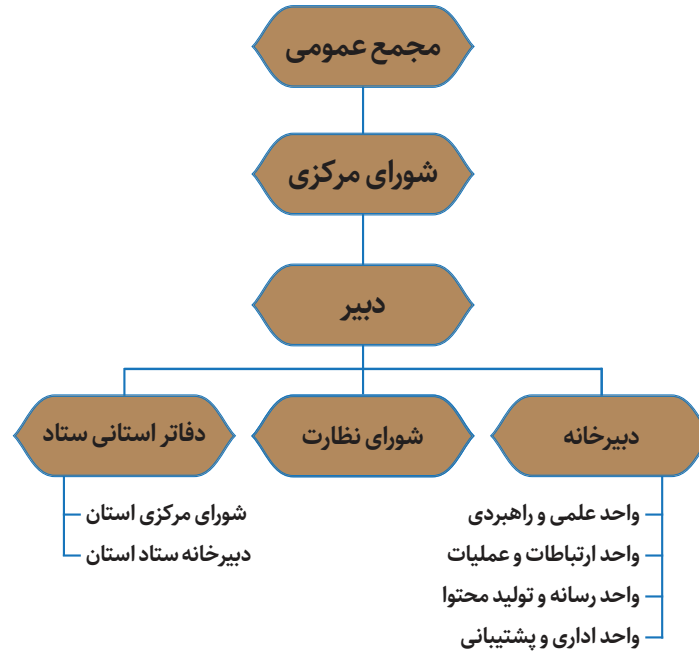 مجمع عمومی
شورای مرکزی
دبیر
دبیرخانه
شورای نظارت
دفاتر استانی ستاد
واحد علمی و راهبردی
واحد ارتباطات و عملیات
واحد رسانه و تولید محتوا
واحد اداری و پشتیبانی
شورای مرکزی استان
دبیرخانه ستاد استان